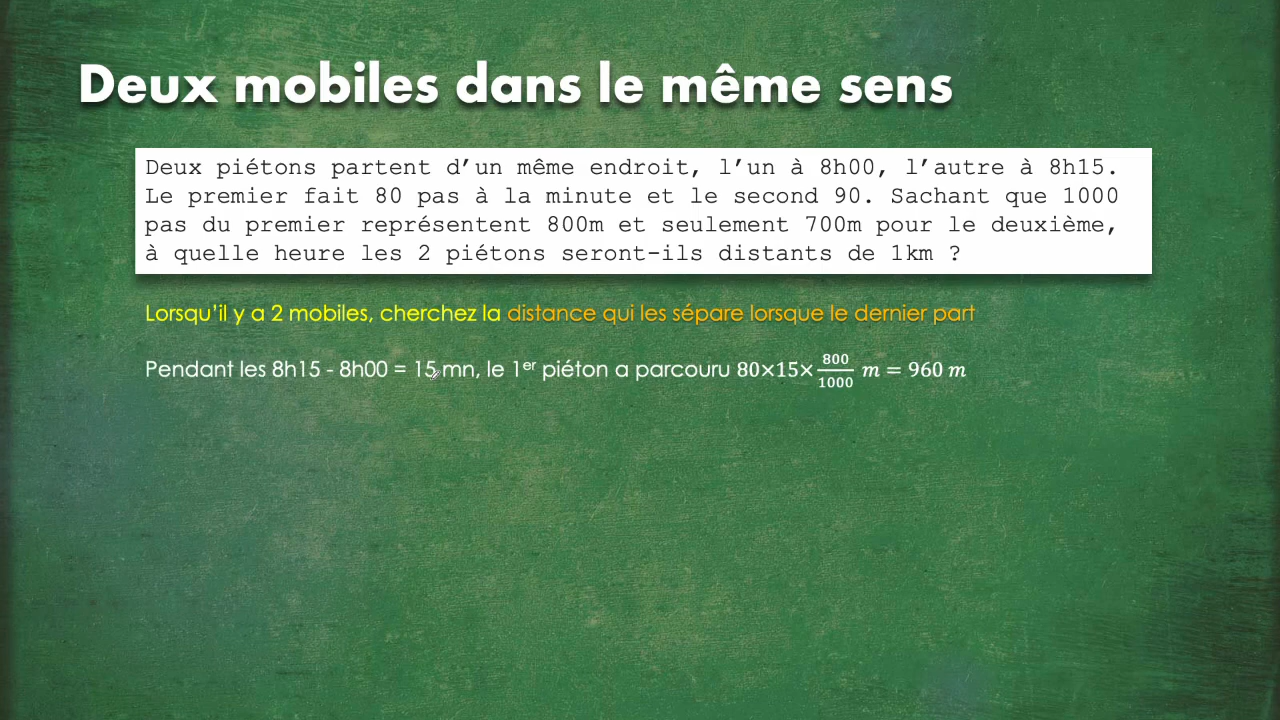 Deux mobiles dans le même sens
Deux piétons partent d’un même endroit, l’un à 8h00, l’autre à 8h15.
Le premier fait 80 pas à la minute et le second 90. Sachant que 1000
pas du premier représentent 800m et seulement 700m pour le deuxième,
à quelle heure les 2 piétons seront-ils distants de 1km ?
Lorsqu’il y a 2 mobiles, cherchez la distance qui les sépare lorsque le dernier part
Pendant les 8h15 - 8h00 = 15 mn, le 1er piéton a parcouru 80×15×800/1000 m = 960 m